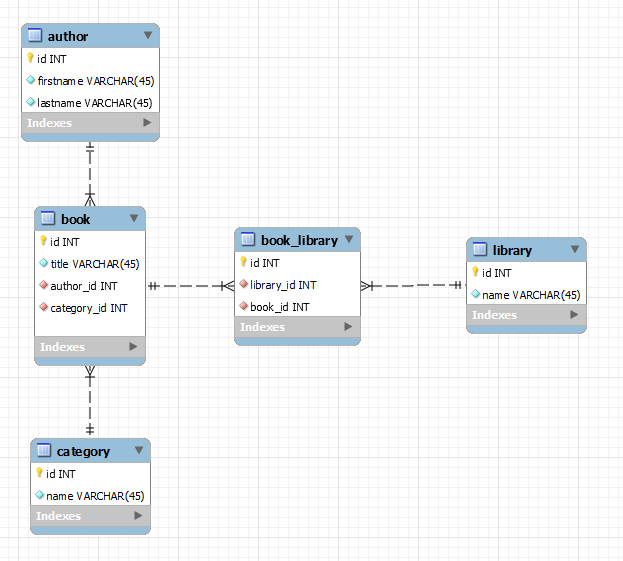 author
id INT
firstname VARCHAR(45)
lastname VARCHAR(45)
Indexes
book
id INT
title VARCHAR(45)
author_id INT
category_id INT
Indexes
book_library
id INT
library_id INT
book_id INT
Indexes
library
id INT
name VARCHAR(45)
Indexes
category
id INT
name VARCHAR(45)
Indexes